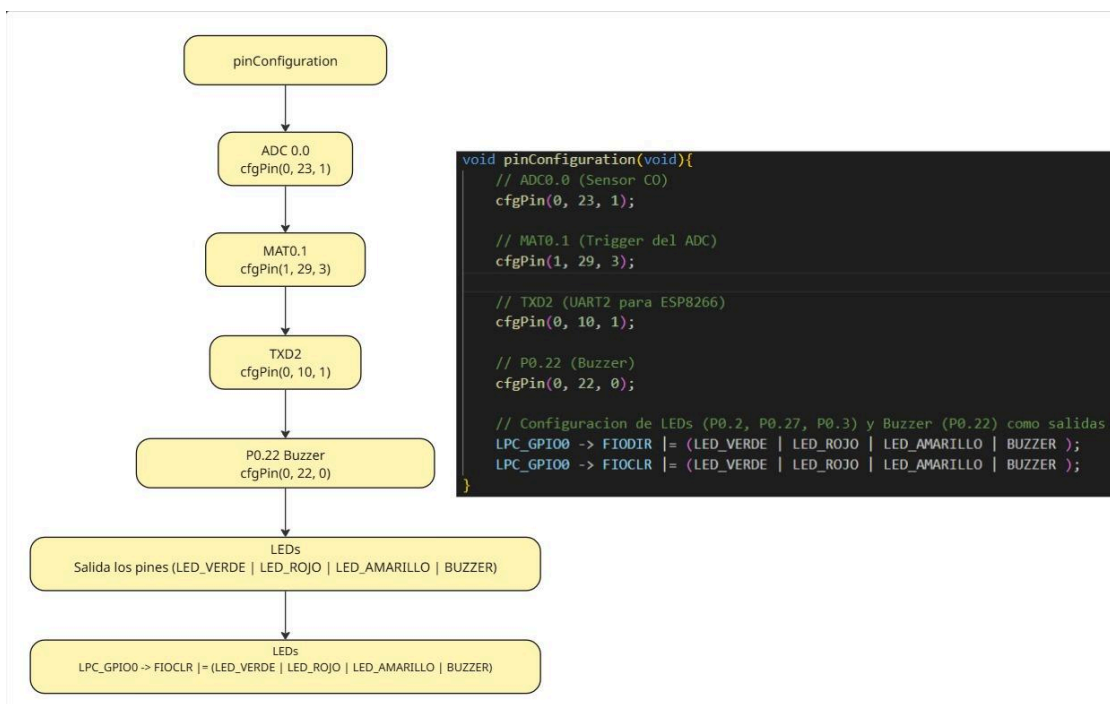 pinConfiguration
ADC 0.0
cfgPin(0, 23, 1)
MAT0.1
cfgPin(1, 29, 3)
TXD2
cfgPin(0, 10, 1)
P0.22 Buzzer
cfgPin(0, 22, 0)
LEDs
Salida los pines (LED_VERDE | LED_ROJO | LED_AMARILLO | BUZZER)
LEDs
LPC_GPIO0 -> FIOCLR |= (LED_VERDE | LED_ROJO | LED_AMARILLO | BUZZER)
void pinConfiguration(void){
// ADC0.0 (Sensor CO)
cfgPin(0, 23, 1);
// MAT0.1 (Trigger del ADC)
cfgPin(1, 29, 3);
// TXD2 (UART2 para ESP8266)
cfgPin(0, 10, 1);
// P0.22 (Buzzer)
cfgPin(0, 22, 0);
// Configuracion de LEDs (P0.2, P0.27, P0.3) y Buzzer (P0.22) como salidas
LPC_GPIO0 -> FIODIR |= (LED_VERDE | LED_ROJO | LED_AMARILLO | BUZZER );
LPC_GPIO0 -> FIOCLR |= (LED_VERDE | LED_ROJO | LED_AMARILLO | BUZZER );
}